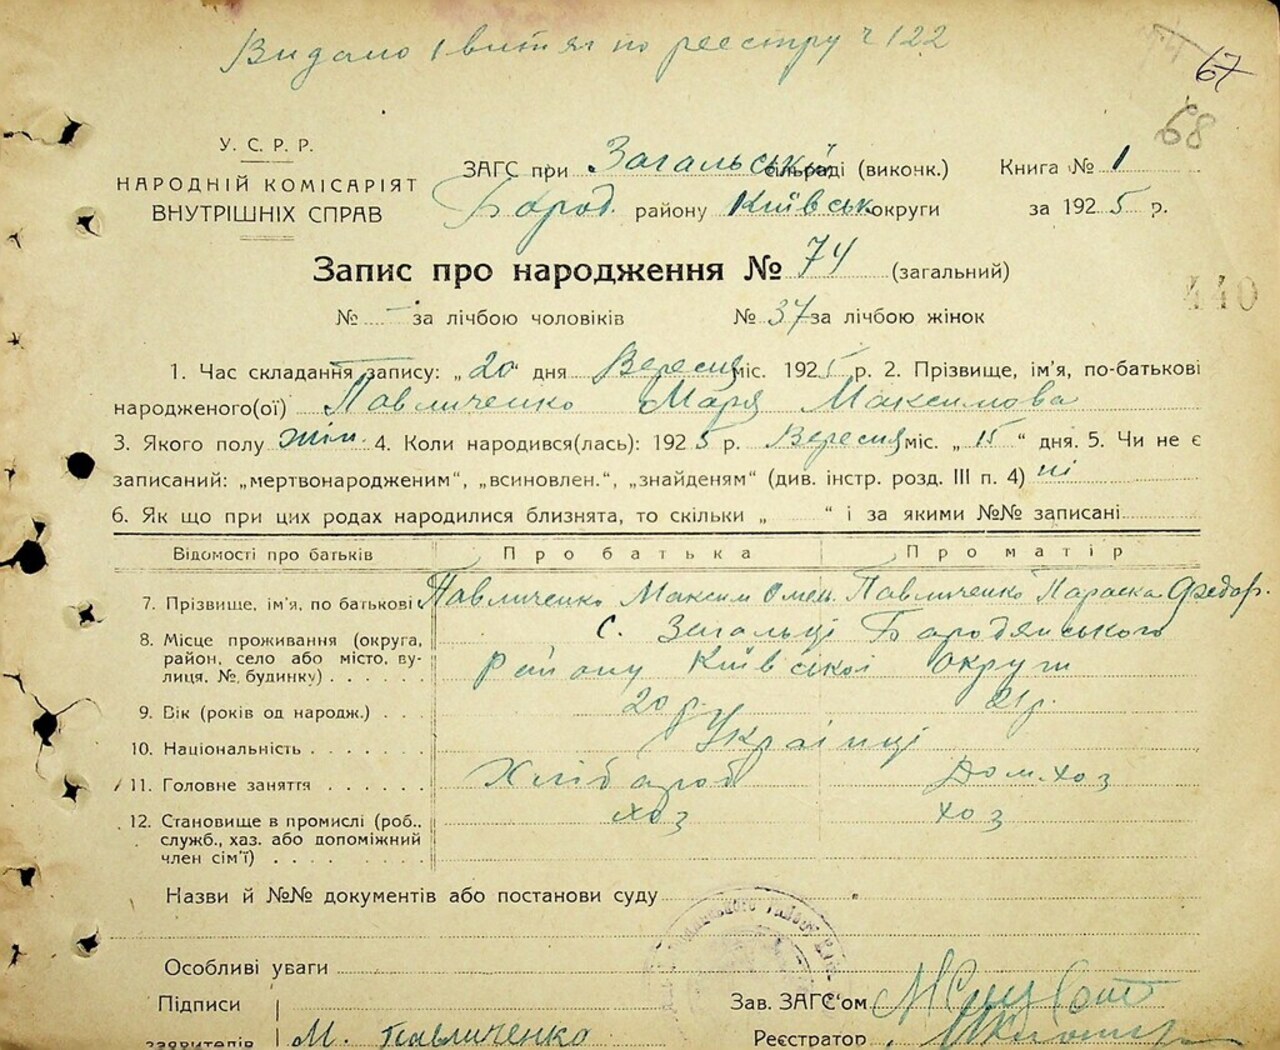 Видано 1 витяг по реестру ч 122
67
68
У. С. Р. Р.
НАРОДНІЙ КОМІСАРІЯТ
ВНУТРІШНІХ СПРАВ
ЗАГС при Загальській сільраді (виконк.)
Бород. району Київськ округи
Книга № 1
за 1925 р.
Запис про народження № 74 (загальний)
440
№ — за лічбою чоловіків № 37 за лічбою жінок
1. Час складання запису: „20“ дня Вересня міс. 1925 р. 2. Прізвище, ім'я, по-батькові
народженого(ої) Павличенко Маря Максимова
3. Якого полу жін. 4. Коли народився(лась): 1925 р. Вересня міс. „15“ дня. 5. Чи не є
записаний: „мертвонародженим“, „всиновлен.“, „знайденям“ (див. інстр. розд. III п. 4) ні
6. Як що при цих родах народилися близнята, то скільки „ “ і за якими №№ записані
Відомості про батьків Про батька Про матір
7. Прізвище, ім'я, по батькові Павличенко Максим Омел. Павличенко Параска Федор.
8. Місце проживання (округа, район, село або місто, вулиця, №, будинку) с. Загальці Бородянського
району Київської округи
9. Вік (років од народж.) 20 р. 21 р.
10. Національність Українці
11. Головне заняття Хлібороб Дом. хоз
12. Становище в промислі (роб., служб., хаз. або допоміжний член сім'ї) хоз хоз
Назви й №№ документів або постанови суду
Особливі уваги
Підписи
заявителів М. Павличенко
Зав. ЗАГС'ом
Реєстратор